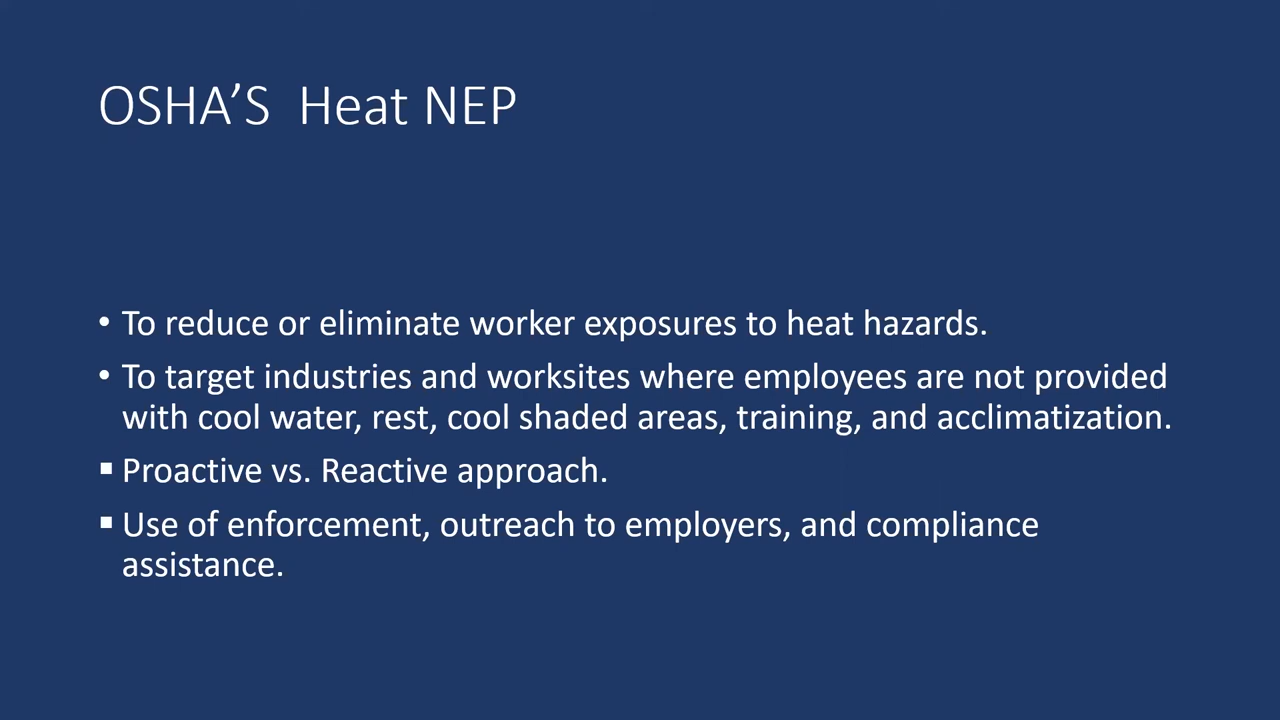 OSHA’S  Heat NEP
• To reduce or eliminate worker exposures to heat hazards.
• To target industries and worksites where employees are not provided
with cool water, rest, cool shaded areas, training, and acclimatization.
▪ Proactive vs. Reactive approach.
▪ Use of enforcement, outreach to employers, and compliance
assistance.